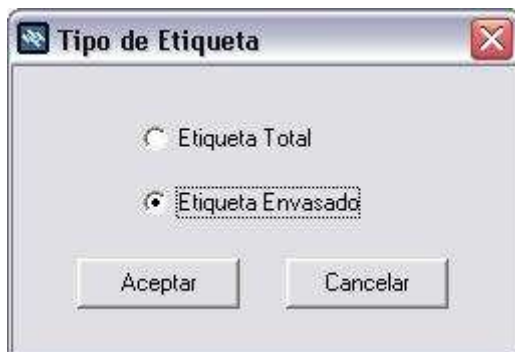 Tipo de Etiqueta
Etiqueta Total
Etiqueta Envasado
Aceptar Cancelar